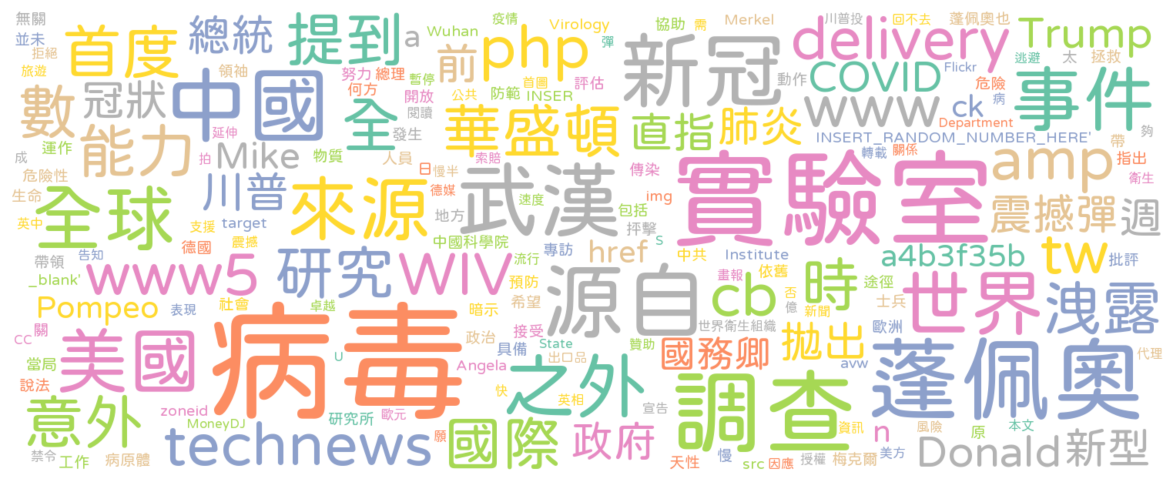 無關
並未
拒絕
旅遊
首度
總統
領袖
提到
a
Wuhan
努力
總理
何方
暫停
開放
閱讀
前
疫情
php
首圖
公共
防範
INSER
Virology
彈
評估
協助
需
Merkel
新冠
動作
川普投
回不去
蓬佩奧也
delivery
COVID
Flickr
逃避
太
危險
病
拯救
Trump
事件
數
冠狀
中國
全
發生
華盛頓
直指
肺炎
www
ck
Department
INSERT_RANDOM_NUMBER_HERE'
轉載
關係
帶
指出
夠
衛生
成
運作
延伸
能力
拍
Mike
物質
人員
日
慢半
索賠
德媒
武漢
速度
傳染
img
包括
地方
抨擊
實驗室
amp
震撼彈
週
危險性
生命
英中
全球
川普
target
支援
德國
震撼
來源
中國科學院
流行
專訪
href
S
中共
Institute
依舊
畫報
a4b3f35b
途徑
士兵
tw
批評
帶領
告知
_blank'
www5
研究
WIV
預防
希望
源自
cb
否
億
新聞
時
世界
歐洲
洩露
Pompeo
表現
社會
卓越
暗示
政治
接受
具備
世界衛生組織
贊助
國務卿
拋出
avw
蓬佩奧
代理
關
cc
當局
說法
美國
病毒
U
Angela
State
出口品
之外
快
英相
宣告
調查
資訊
風險
意外
zoneid
MoneyDJ
研究所
歐元
願
technews
國際
政府
天性
慢
src
因應
授權
n
梅克爾
原
美方
本文
Donald
新型
禁令
工作
病原體